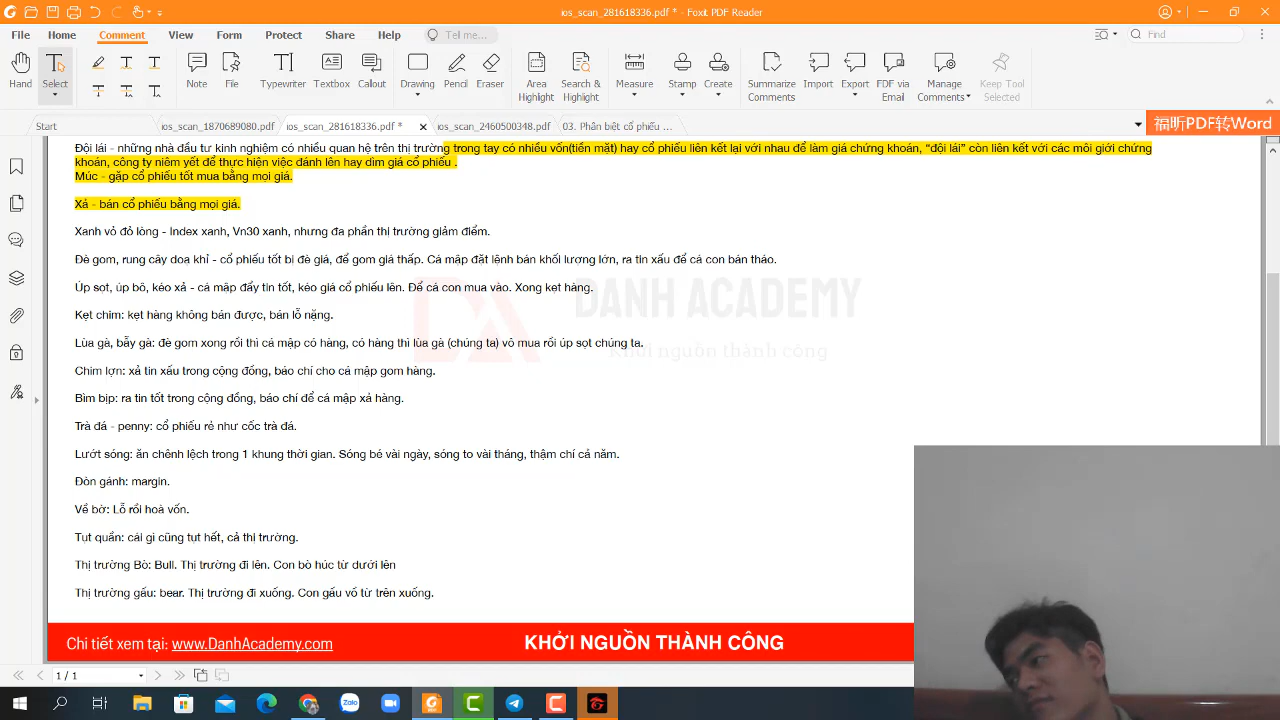 ios_scan_281618336.pdf * - Foxit PDF Reader
File Home Comment View Form Protect Share Help Tell me... Find
Hand Select Note File Typewriter Textbox Callout Drawing Pencil Eraser Area Highlight Search & Highlight Measure Stamp Create Summarize Comments Import Export PDF via Email Manage Comments Keep Tool Selected
Start ios_scan_1870689080.pdf ios_scan_281618336.pdf * ios_scan_2460500348.pdf 03. Phân biệt cổ phiếu ... 福昕PDF转Word
Đội lái - những nhà đầu tư kinh nghiệm có nhiều quan hệ trên thị trường trong tay có nhiều vốn(tiền mặt) hay cổ phiếu liên kết lại với nhau để làm giá chứng khoán, “đội lái” còn liên kết với các môi giới chứng
khoán, công ty niêm yết để thực hiện việc đánh lên hay dìm giá cổ phiếu .
Múc - gặp cổ phiếu tốt mua bằng mọi giá.
Xả - bán cổ phiếu bằng mọi giá.
Xanh vỏ đỏ lòng - Index xanh, Vn30 xanh, nhưng đa phần thị trường giảm điểm.
Đè gom, rung cây doạ khỉ - cổ phiếu tốt bị đè giá, để gom giá thấp. Cá mập đặt lệnh bán khối lượng lớn, ra tin xấu để cá con bán tháo.
Úp sọt, úp bô, kéo xả - cá mập đẩy tin tốt, kéo giá cổ phiếu lên. Để cá con mua vào. Xong kẹt hàng.
Kẹt chim: kẹt hàng không bán được, bán lỗ nặng.
Lùa gà, bẫy gà: đè gom xong rồi thì cá mập có hàng, có hàng thì lùa gà (chúng ta) vô mua rồi úp sọt chúng ta.
Chim lợn: xả tin xấu trong cộng đồng, báo chí cho cá mập gom hàng.
Bìm bịp: ra tin tốt trong cộng đồng, báo chí để cá mập xả hàng.
Trà đá - penny: cổ phiếu rẻ như cốc trà đá.
Lướt sóng: ăn chênh lệch trong 1 khung thời gian. Sóng bé vài ngày, sóng to vài tháng, thậm chí cả năm.
Đòn gánh: margin.
Về bờ: Lỗ rồi hoà vốn.
Tụt quần: cái gì cũng tụt hết, cả thị trường.
Thị trường Bò: Bull. Thị trường đi lên. Con bò húc từ dưới lên
Thị trường gấu: bear. Thị trường đi xuống. Con gấu vồ từ trên xuống.
DANH ACADEMY
Khởi nguồn thành công
Chi tiết xem tại: www.DanhAcademy.com KHỞI NGUỒN THÀNH CÔNG
1 / 1
Zalo